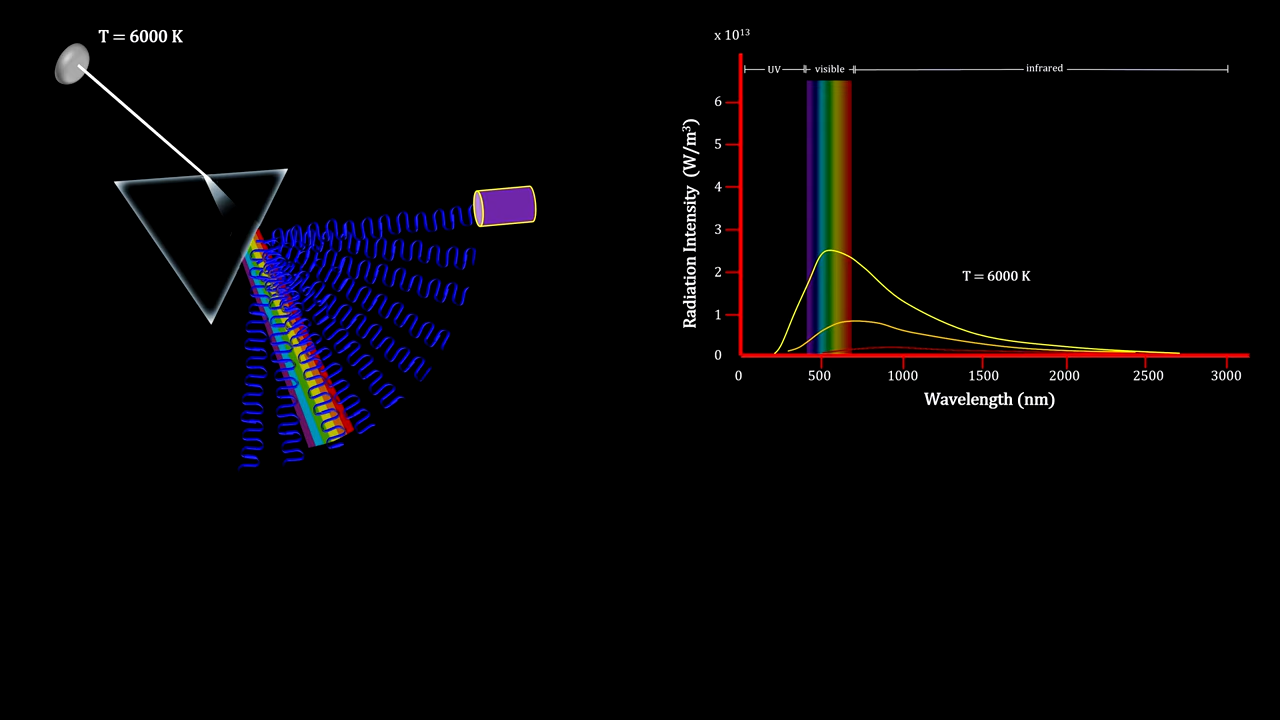 T = 6000 K
x 10¹³
UV
visible
infrared
6
5
4
3
2
1
0
Radiation Intensity (W/m³)
T = 6000 K
0
500
1000
1500
2000
2500
3000
Wavelength (nm)